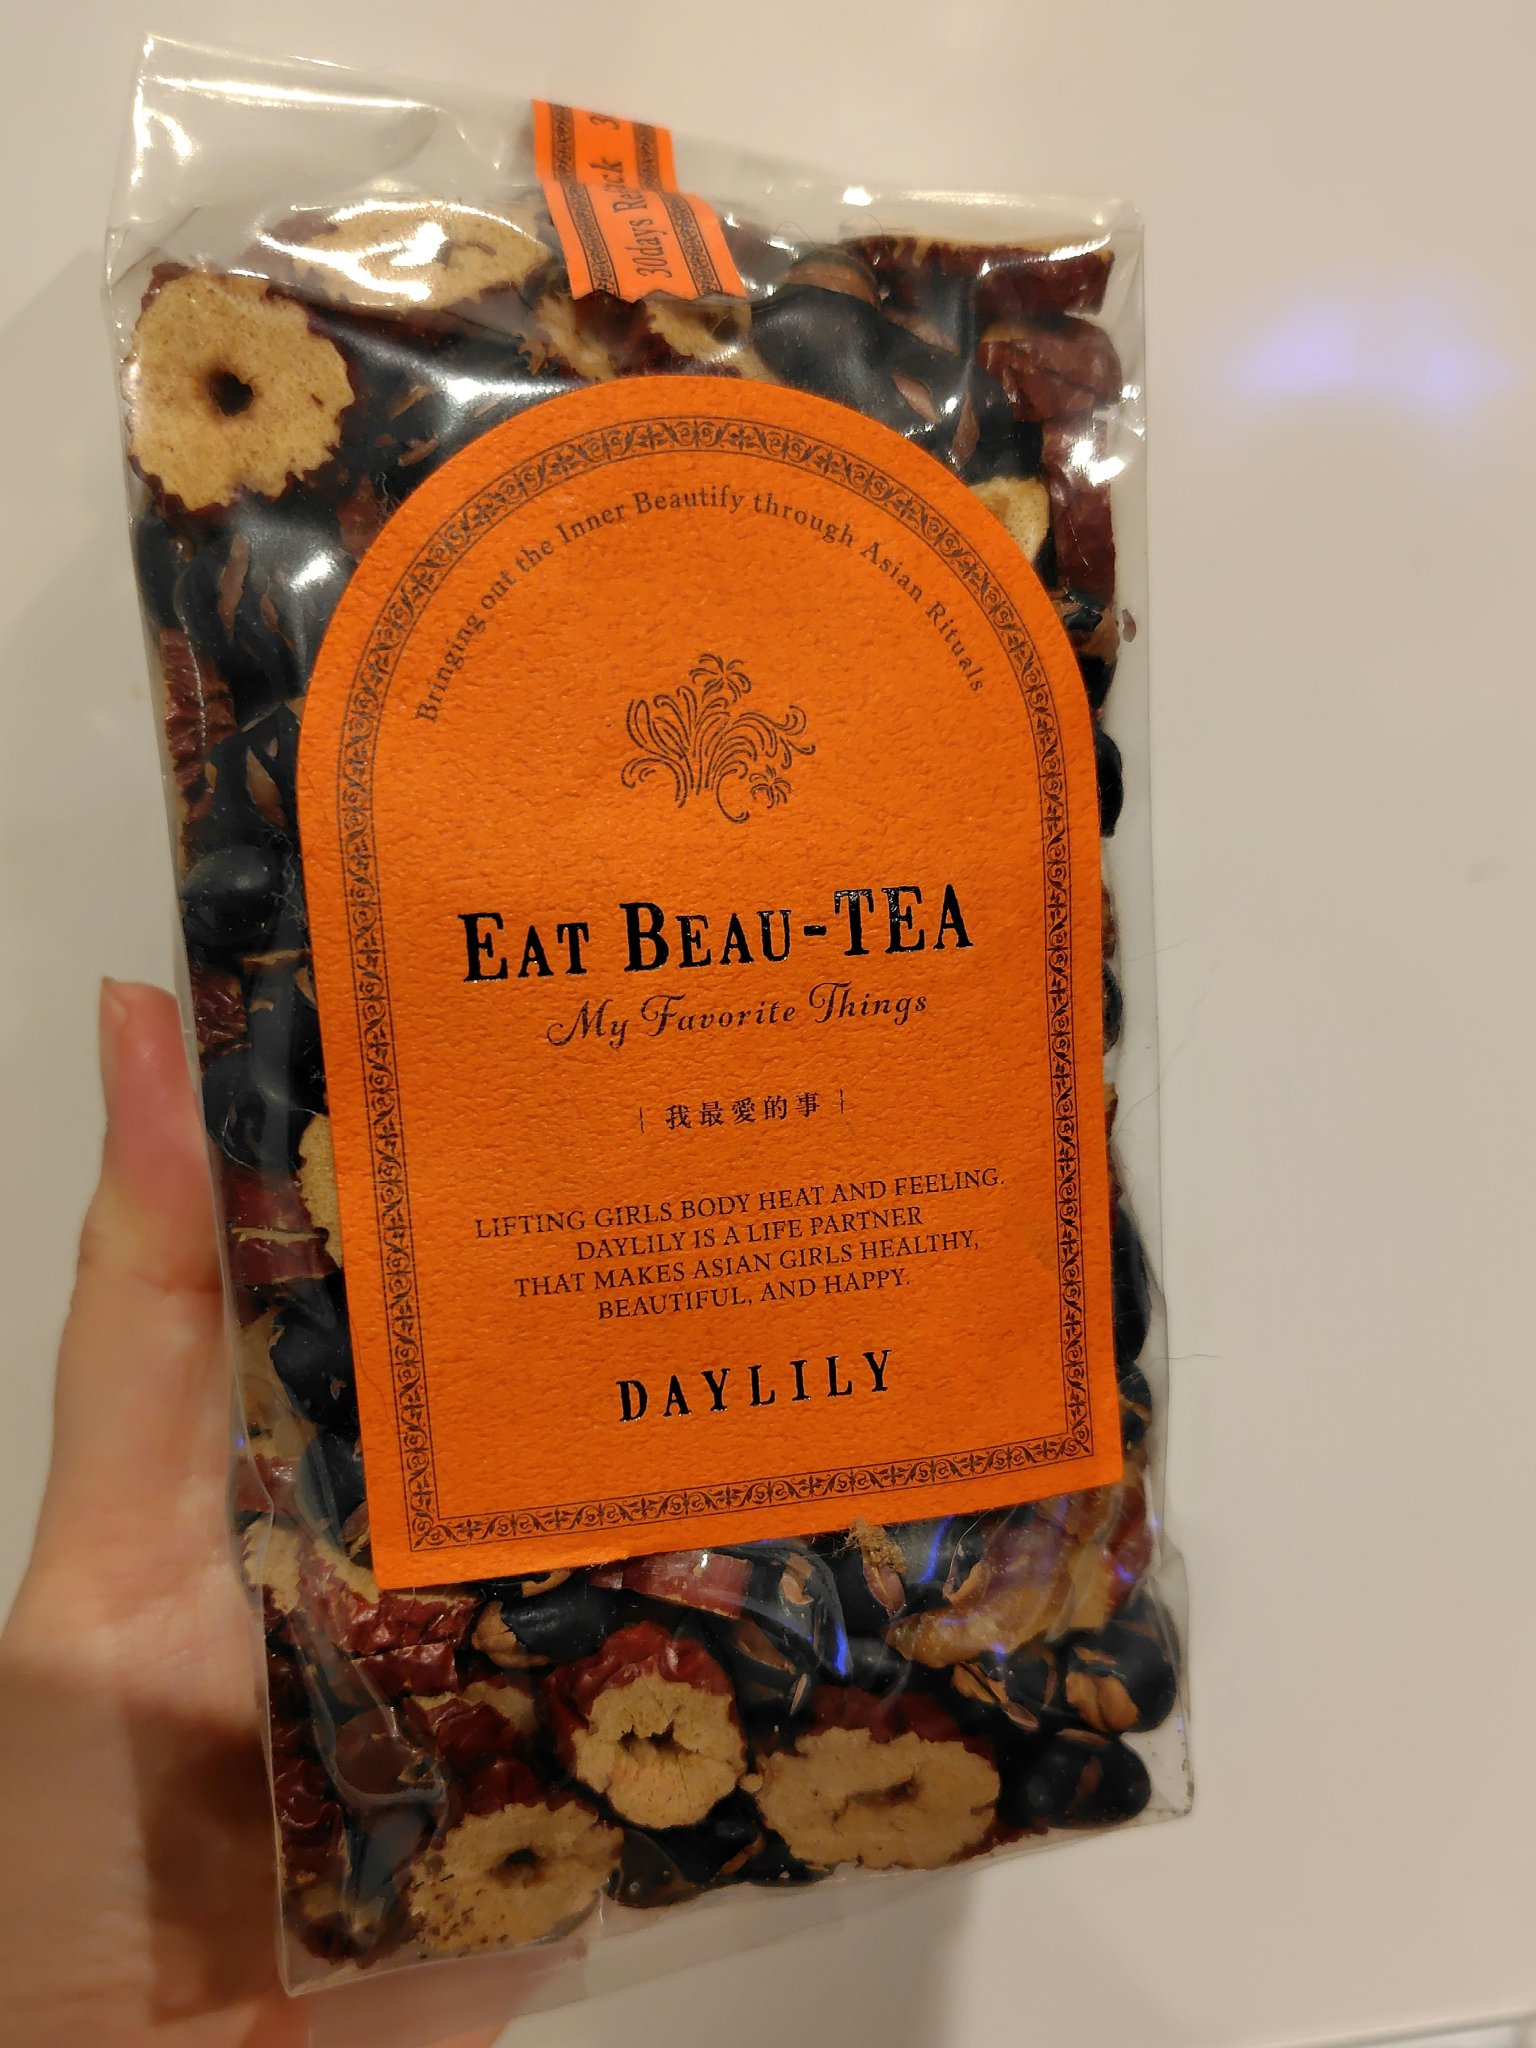 30days Re ack 3
Bringing out the Inner Beautify through Asian Rituals
EAT BEAU-TEA
My Favorite Things
我最愛的事
LIFTING GIRLS BODY HEAT AND FEELING.
DAYLILY IS A LIFE PARTNER
THAT MAKES ASIAN GIRLS HEALTHY,
BEAUTIFUL, AND HAPPY.
DAYLILY